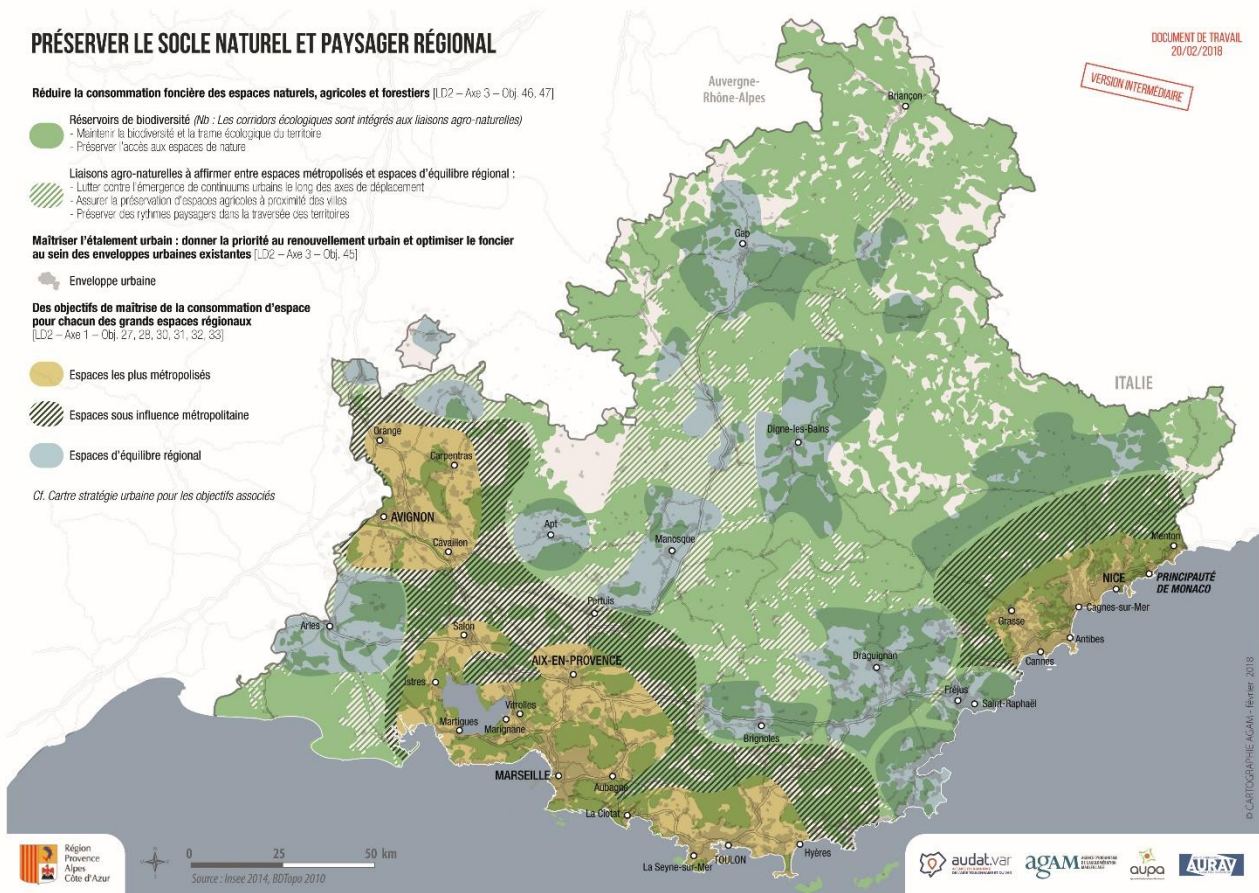 PRÉSERVER LE SOCLE NATUREL ET PAYSAGER RÉGIONAL
DOCUMENT DE TRAVAIL
20/02/2018
VERSION INTERMÉDIAIRE
Réduire la consommation foncière des espaces naturels, agricoles et forestiers [LD2 – Axe 3 – Obj. 46, 47]
Réservoirs de biodiversité (Nb : Les corridors écologiques sont intégrés aux liaisons agro-naturelles)
- Maintenir la biodiversité et la trame écologique du territoire
- Préserver l'accès aux espaces de nature
Liaisons agro-naturelles à affirmer entre espaces métropolisés et espaces d'équilibre régional :
- Lutter contre l'émergence de continuums urbains le long des axes de déplacement
- Assurer la préservation d'espaces agricoles à proximité des villes
- Préserver des rythmes paysagers dans la traversée des territoires
Maîtriser l'étalement urbain : donner la priorité au renouvellement urbain et optimiser le foncier
au sein des enveloppes urbaines existantes [LD2 – Axe 3 – Obj. 45]
Enveloppe urbaine
Des objectifs de maîtrise de la consommation d'espace
pour chacun des grands espaces régionaux
[LD2 – Axe 1 – Obj. 27, 28, 30, 31, 32, 33]
Espaces les plus métropolisés
Espaces sous influence métropolitaine
Espaces d'équilibre régional
Cf. Cartre stratégie urbaine pour les objectifs associés
Auvergne-
Rhône-Alpes
Briançon
Gap
ITALIE
Digne-les-Bains
Orange
Carpentras
AVIGNON
Cavaillon
Apt
Manosque
Menton
NICE
PRINCIPAUTÉ
DE MONACO
Cagnes-sur-Mer
Grasse
Antibes
Cannes
Pertuis
Arles
Salon
AIX-EN-PROVENCE
Draguignan
Istres
Fréjus
Saint-Raphaël
Vitrolles
Martigues
Marignane
Brignoles
MARSEILLE
Aubagne
La Ciotat
Hyères
TOULON
La Seyne-sur-Mer
© CARTOGRAPHIE AGAM - février 2018
Région
Provence
Alpes
Côte d'Azur
0 25 50 km
Source : Insee 2014, BDTopo 2010
audat.var
agAM
aupa
AURAV